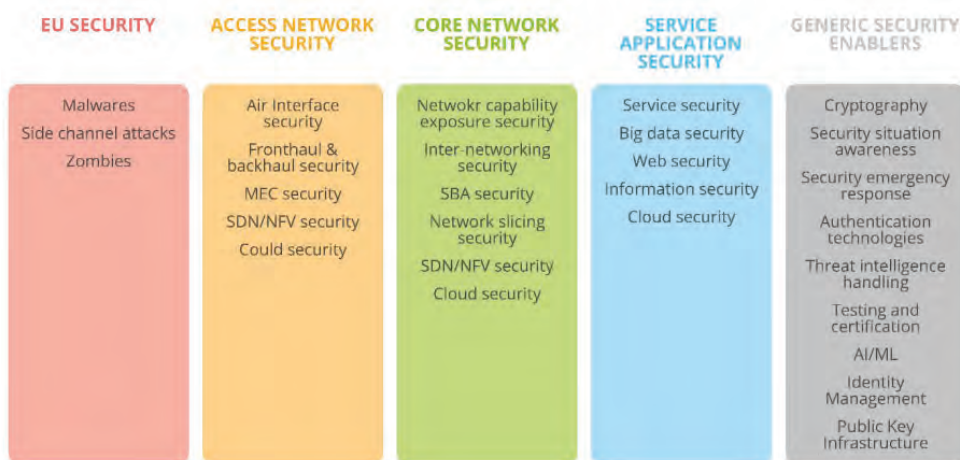 EU SECURITY
Malwares
Side channel attacks
Zombies
ACCESS NETWORK
SECURITY
Air Interface
security
Fronthaul &
backhaul security
MEC security
SDN/NFV security
Could security
CORE NETWORK
SECURITY
Networkr capability
exposure security
Inter-networking
security
SBA security
Network slicing
security
SDN/NFV security
Cloud security
SERVICE
APPLICATION
SECURITY
Service security
Big data security
Web security
Information security
Cloud security
GENERIC SECURITY
ENABLERS
Cryptography
Security situation
awareness
Security emergency
response
Authentication
technologies
Threat intelligence
handling
Testing and
certification
AI/ML
Identity
Management
Public Key
Infrastructure